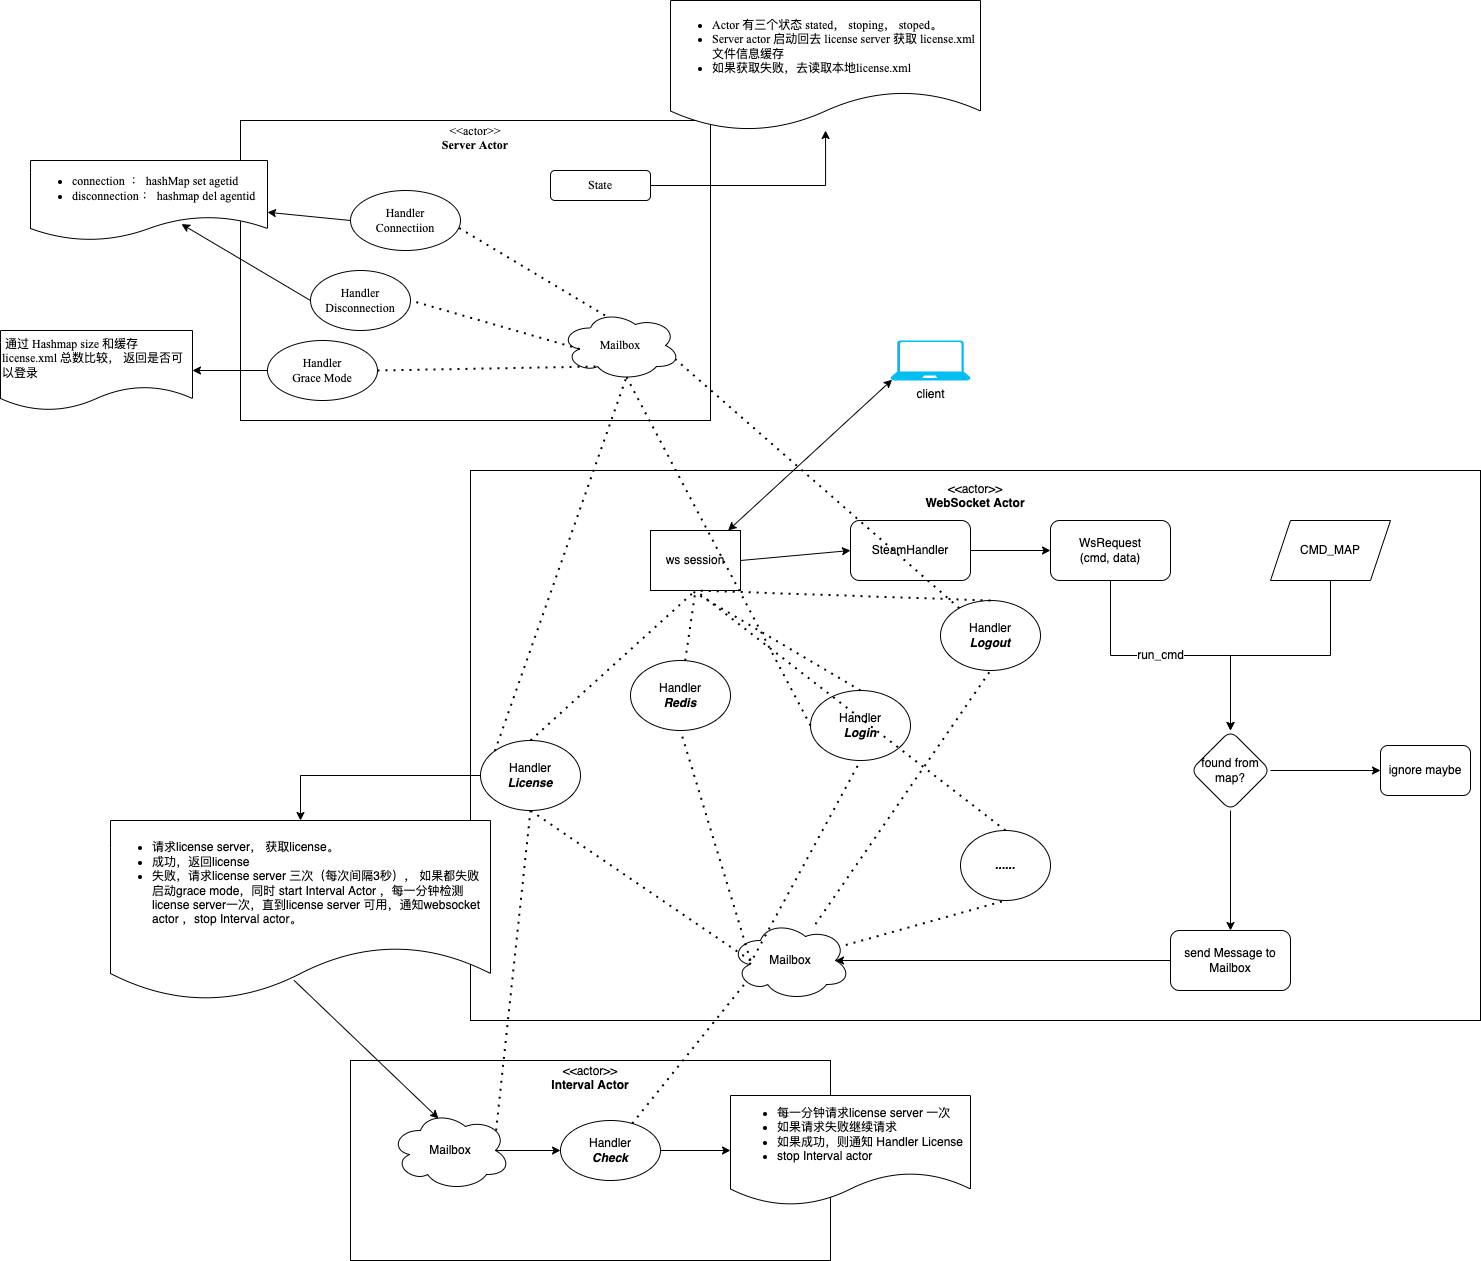 Actor 有三个状态 stated， stoping， stoped。
Server actor 启动回去 license server 获取 license.xml
文件信息缓存
如果获取失败，去读取本地license.xml
<<actor>>
Server Actor
State
connection ： hashMap set agetid
disconnection： hashmap del agentid
Handler
Connectiion
Handler
Disconnection
Mailbox
通过 Hashmap size 和缓存
license.xml 总数比较， 返回是否可
以登录
Handler
Grace Mode
client
<<actor>>
WebSocket Actor
ws session
SteamHandler
WsRequest
(cmd, data)
CMD_MAP
Handler
Logout
run_cmd
Handler
Redis
Handler
Login
Handler
License
found from
map?
ignore maybe
请求license server， 获取license。
成功，返回license
失败，请求license server 三次（每次间隔3秒）， 如果都失败
启动grace mode，同时 start Interval Actor ，每一分钟检测
license server一次，直到license server 可用，通知websocket
actor ，stop Interval actor。
......
Mailbox
send Message to
Mailbox
<<actor>>
Interval Actor
Mailbox
Handler
Check
每一分钟请求license server 一次
如果请求失败继续请求
如果成功，则通知 Handler License
stop Interval actor